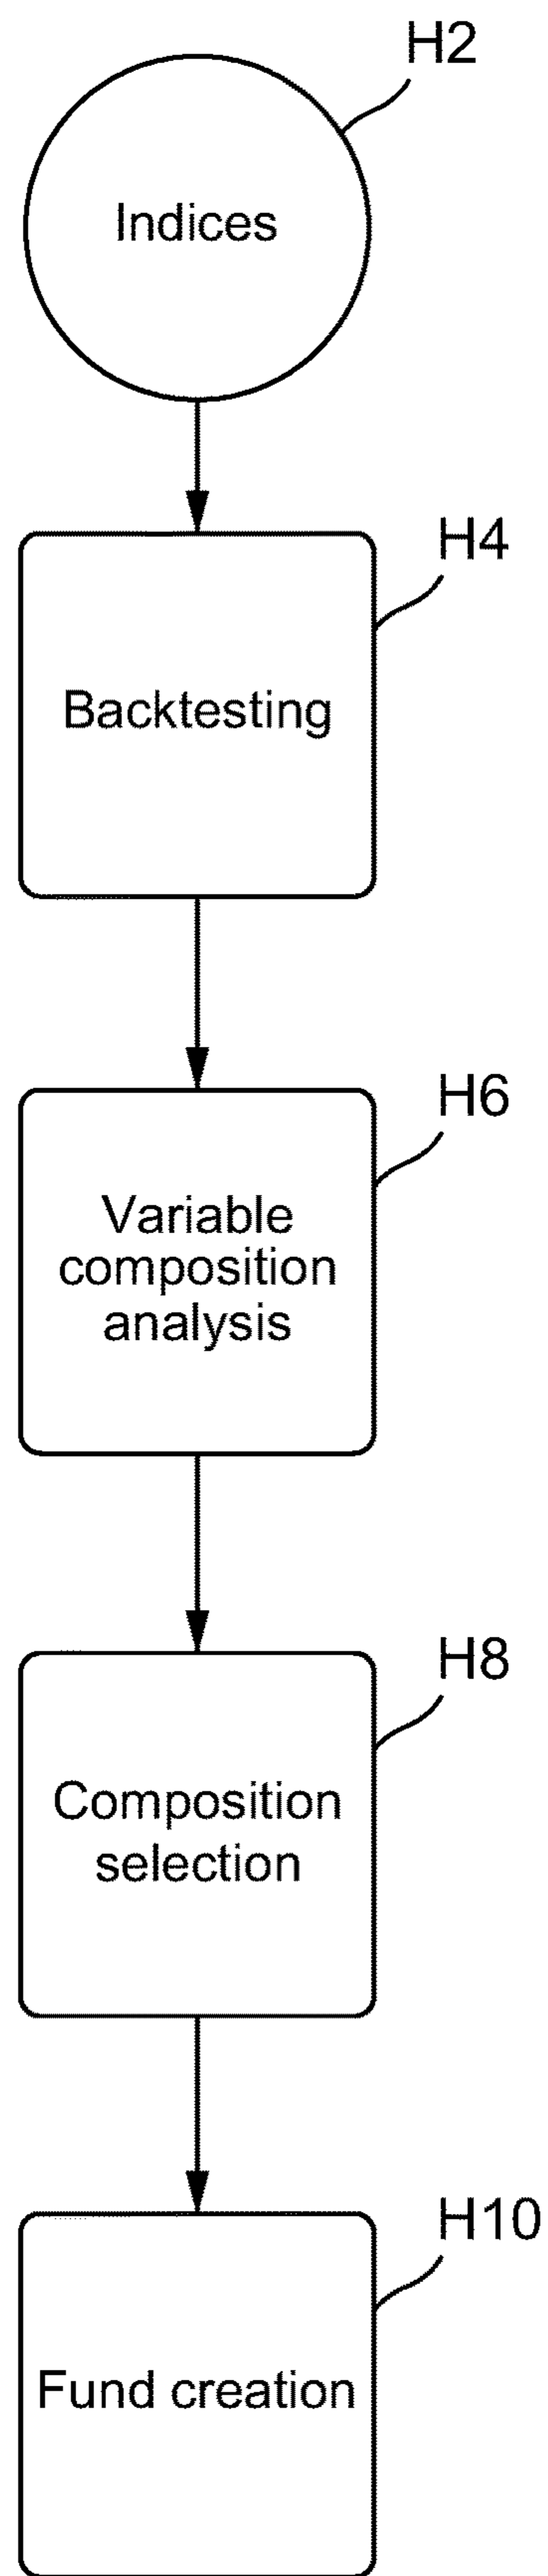 H2
Indices
H4
Backtesting
H6
Variable
composition
analysis
H8
Composition
selection
H10
Fund creation